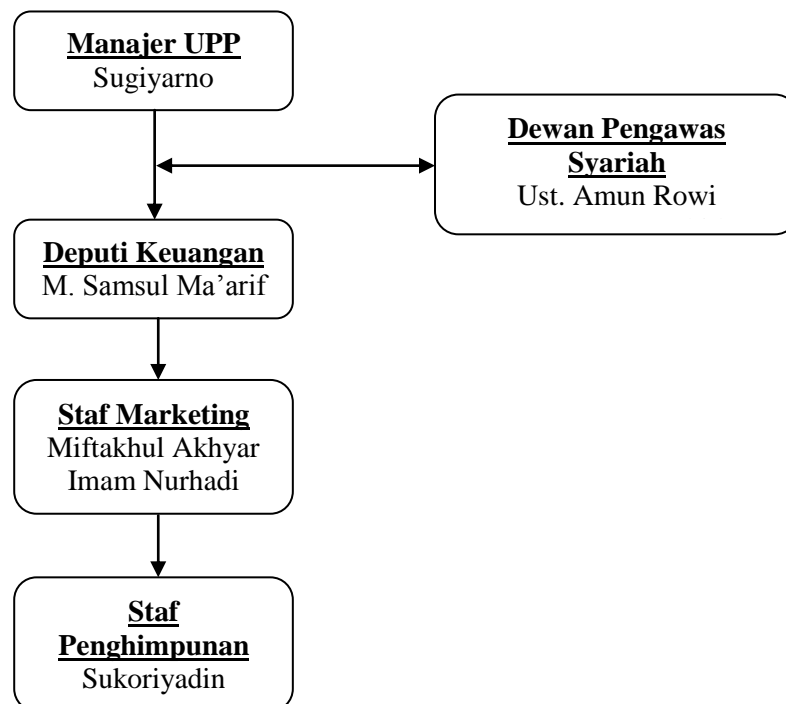 Manajer UPP
Sugiyarno
Dewan Pengawas
Syariah
Ust. Amun Rowi
Deputi Keuangan
M. Samsul Ma’arif
Staf Marketing
Miftakhul Akhyar
Imam Nurhadi
Staf
Penghimpunan
Sukoriyadin